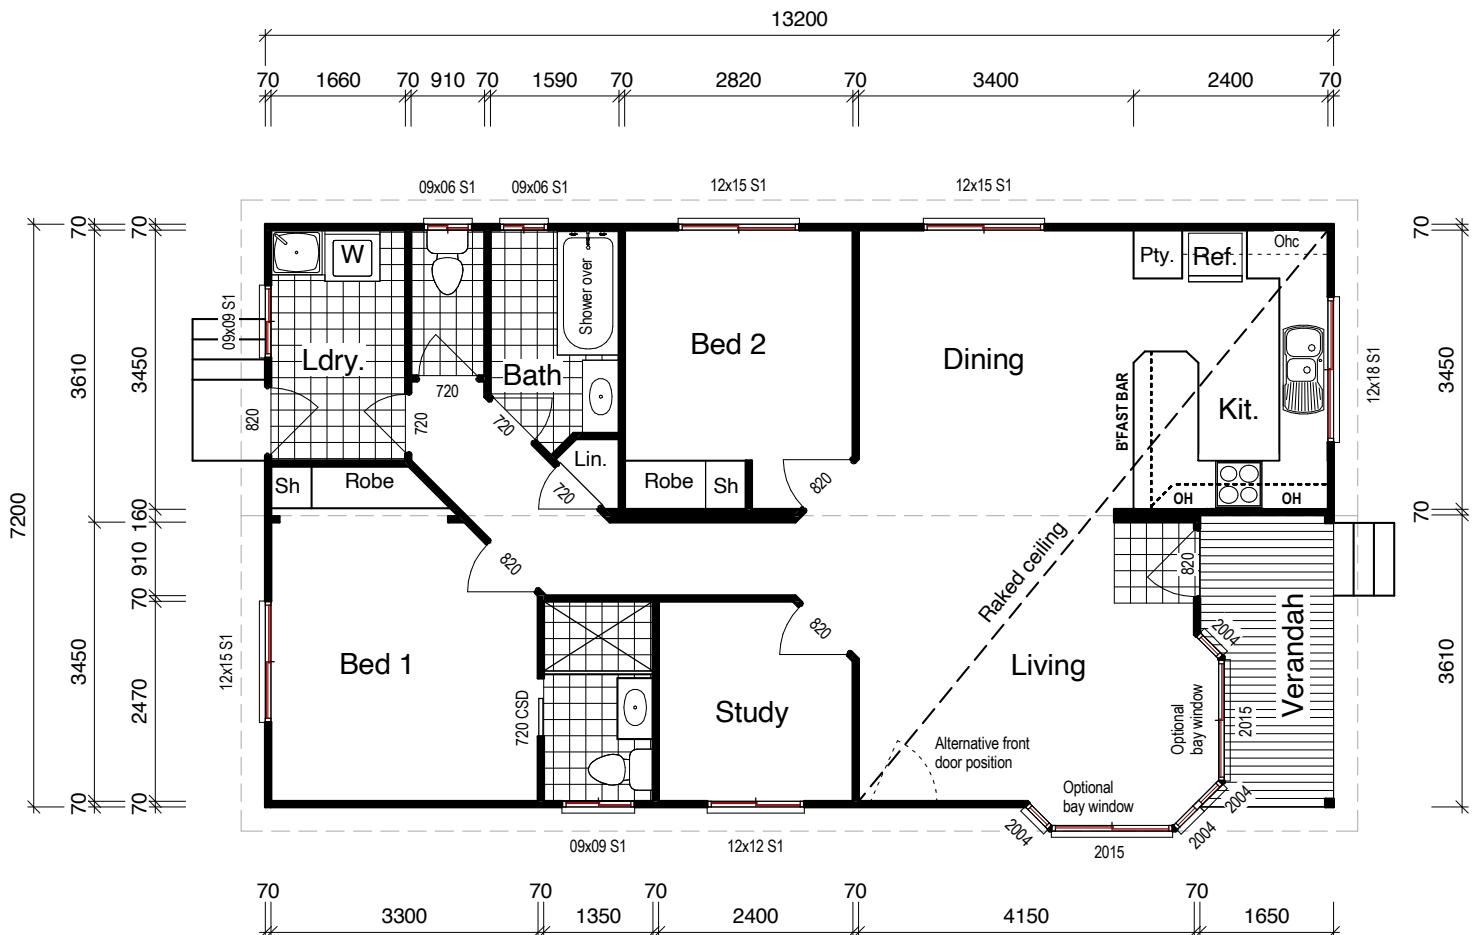 13200
70 1660 70 910 70 1590 70 2820 70 3400 2400 70
09x06 S1
09x06 S1
12x15 S1
12x15 S1
7200
70
3610
160
3450
70
70
3450
160
910
70
2470
70
09x09 S1
12x15 S1
W
Ldry.
820
720
720
Bath
Shower over
720
Lin.
720
Bed 2
Robe
Sh
820
Dining
Pty.
Ref.
Ohc
Kit.
B'FAST BAR
OH
OH
12x18 S1
70
3450
70
3610
Sh
Robe
820
Bed 1
720 CSD
Study
820
Raked ceiling
Living
820
Verandah
2004
2015
Optional
bay window
2004
Alternative front
door position
Optional
bay window
2004
2015
2004
09x09 S1
12x12 S1
70 70 70 70 70
3300 1350 2400 4150 1650